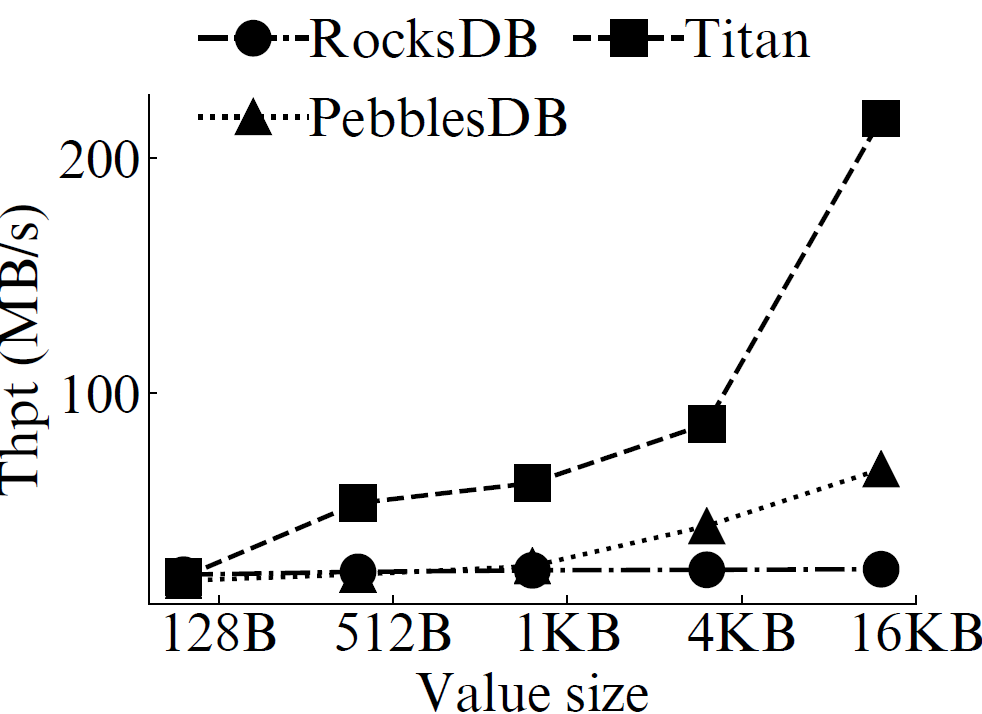 RocksDB Titan
PebblesDB
200
100
Thpt (MB/s)
128B 512B 1KB 4KB 16KB
Value size